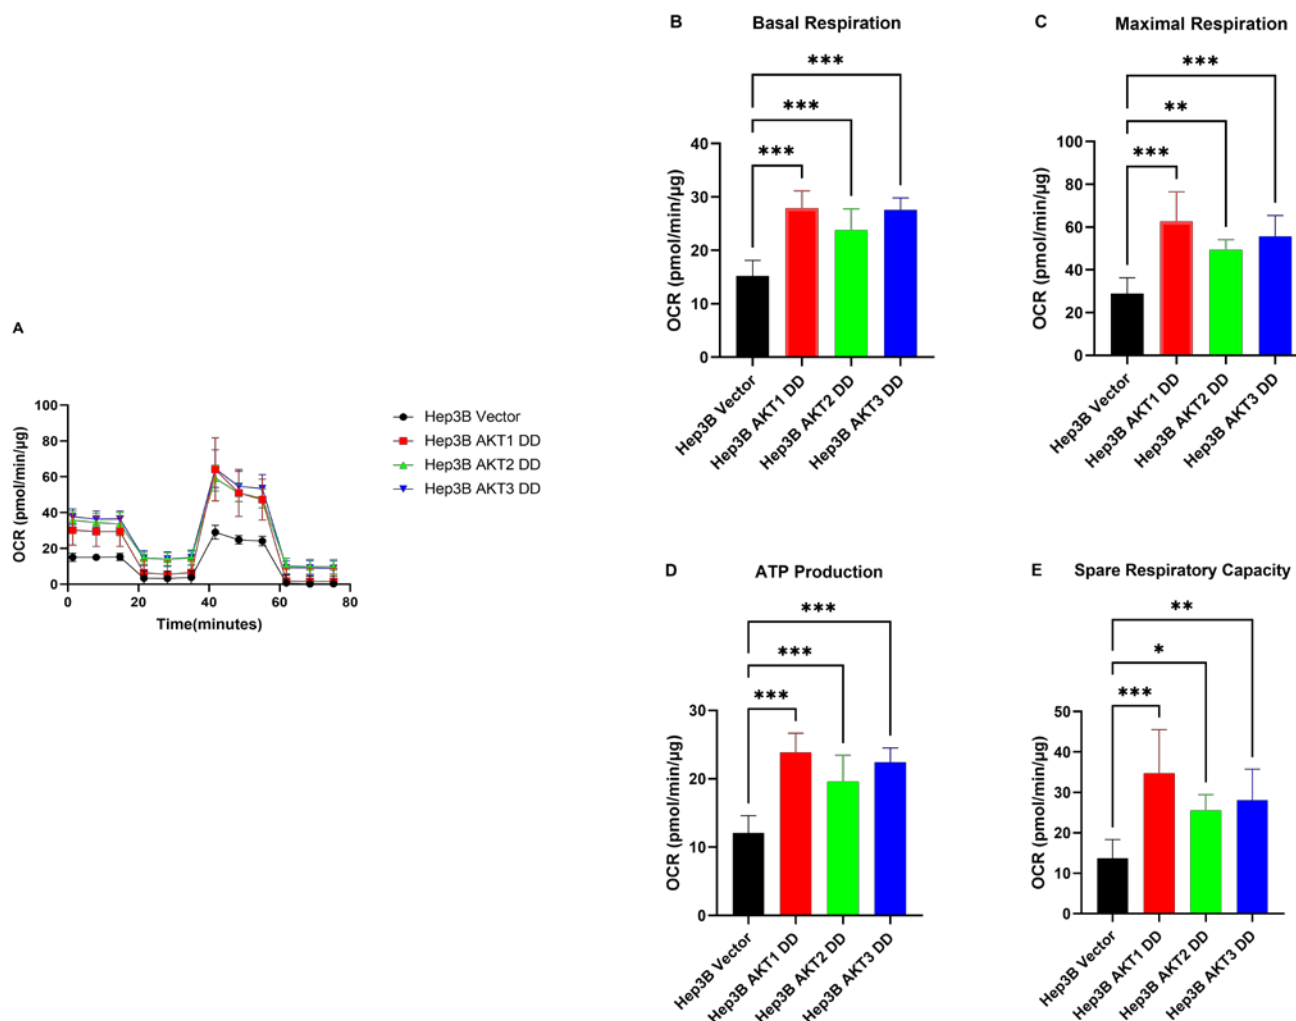 A
OCR (pmol/min/µg)
100
80
60
40
20
0
0 20 40 60 80
Time(minutes)
Hep3B Vector
Hep3B AKT1 DD
Hep3B AKT2 DD
Hep3B AKT3 DD
B Basal Respiration
***
***
***
OCR (pmol/min/µg)
40
30
20
10
0
Hep3B Vector
Hep3B AKT1 DD
Hep3B AKT2 DD
Hep3B AKT3 DD
C Maximal Respiration
***
**
***
OCR (pmol/min/µg)
100
80
60
40
20
0
Hep3B Vector
Hep3B AKT1 DD
Hep3B AKT2 DD
Hep3B AKT3 DD
D ATP Production
***
***
***
OCR (pmol/min/µg)
30
20
10
0
Hep3B Vector
Hep3B AKT1 DD
Hep3B AKT2 DD
Hep3B AKT3 DD
E Spare Respiratory Capacity
**
*
***
OCR (pmol/min/µg)
50
40
30
20
10
0
Hep3B Vector
Hep3B AKT1 DD
Hep3B AKT2 DD
Hep3B AKT3 DD